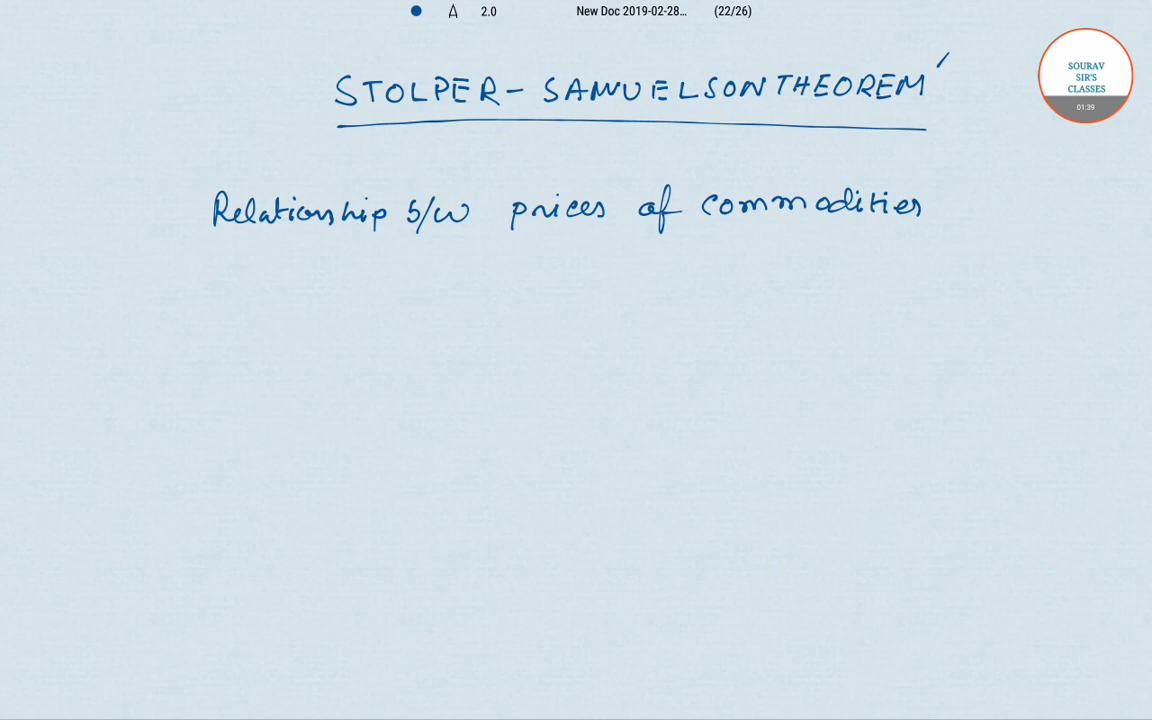 2.0 New Doc 2019-02-28... (22/26)
SOURAV
SIR'S
CLASSES
01:39
STOLPER - SAMUELSON THEOREM
Relationship b/w prices of commodities